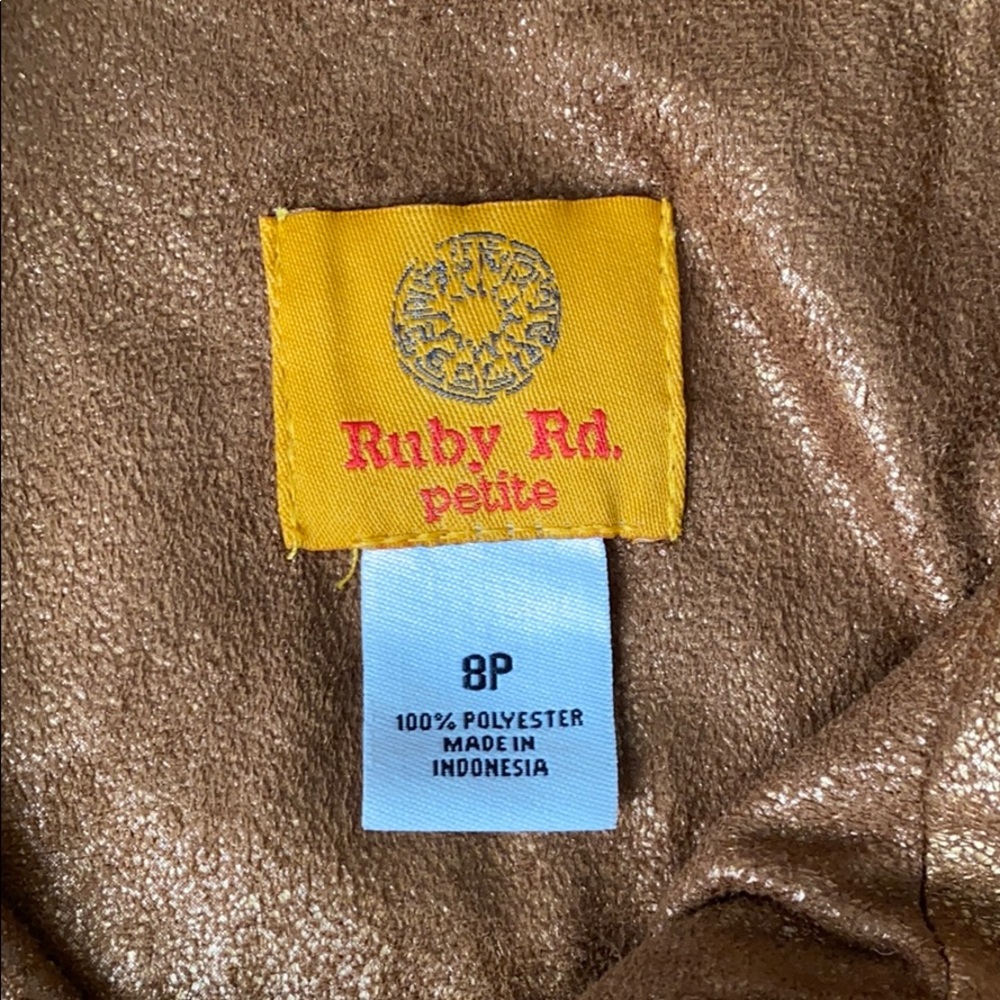 Ruby Rd.
petite
8P
100% POLYESTER
MADE IN
INDONESIA